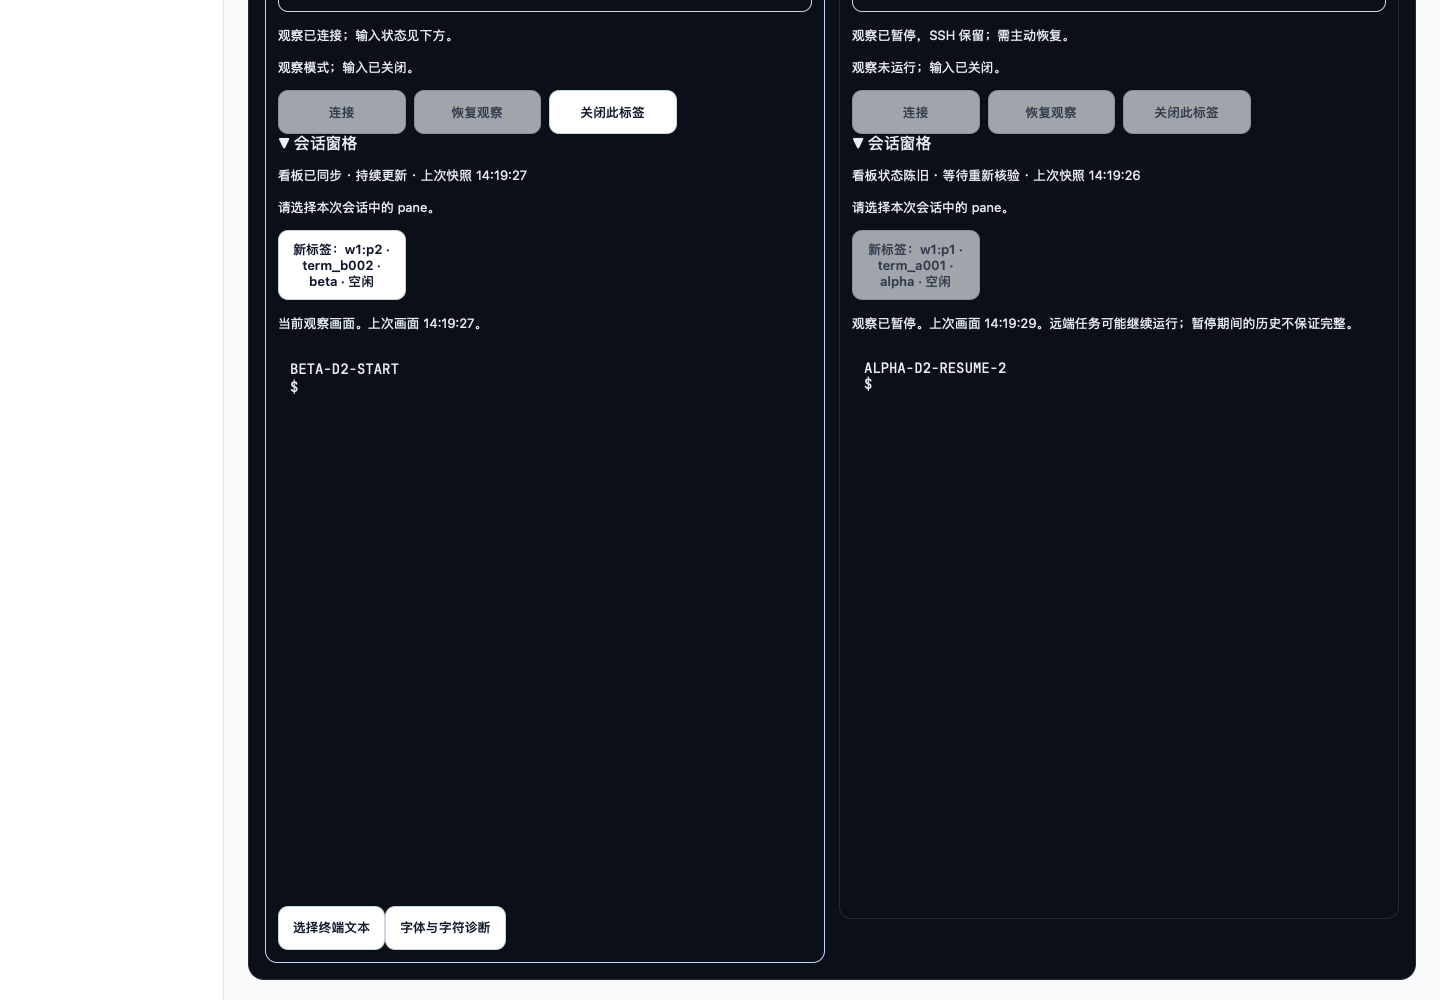 观察已连接；输入状态见下方。
观察模式；输入已关闭。
连接
恢复观察
关闭此标签
▼ 会话窗格
看板已同步 · 持续更新 · 上次快照 14:19:27
请选择本次会话中的 pane。
新标签：w1:p2 ·
term_b002 ·
beta · 空闲
当前观察画面。上次画面 14:19:27。
BETA-D2-START
$
选择终端文本
字体与字符诊断
观察已暂停，SSH 保留；需主动恢复。
观察未运行；输入已关闭。
连接
恢复观察
关闭此标签
▼ 会话窗格
看板状态陈旧 · 等待重新核验 · 上次快照 14:19:26
请选择本次会话中的 pane。
新标签：w1:p1 ·
term_a001 ·
alpha · 空闲
观察已暂停。上次画面 14:19:29。远端任务可能继续运行；暂停期间的历史不保证完整。
ALPHA-D2-RESUME-2
$